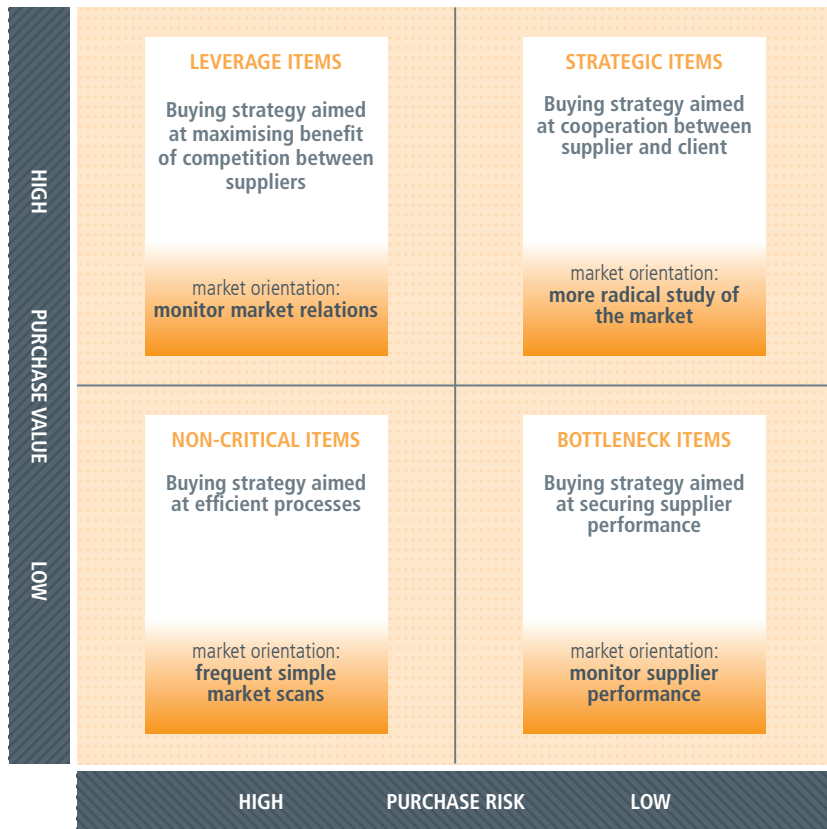 LEVERAGE ITEMS
Buying strategy aimed
at maximising benefit
of competition between
suppliers
market orientation:
monitor market relations
STRATEGIC ITEMS
Buying strategy aimed
at cooperation between
supplier and client
market orientation:
more radical study of
the market
NON-CRITICAL ITEMS
Buying strategy aimed
at efficient processes
market orientation:
frequent simple
market scans
BOTTLENECK ITEMS
Buying strategy aimed
at securing supplier
performance
market orientation:
monitor supplier
performance
HIGH PURCHASE VALUE LOW
HIGH PURCHASE RISK LOW